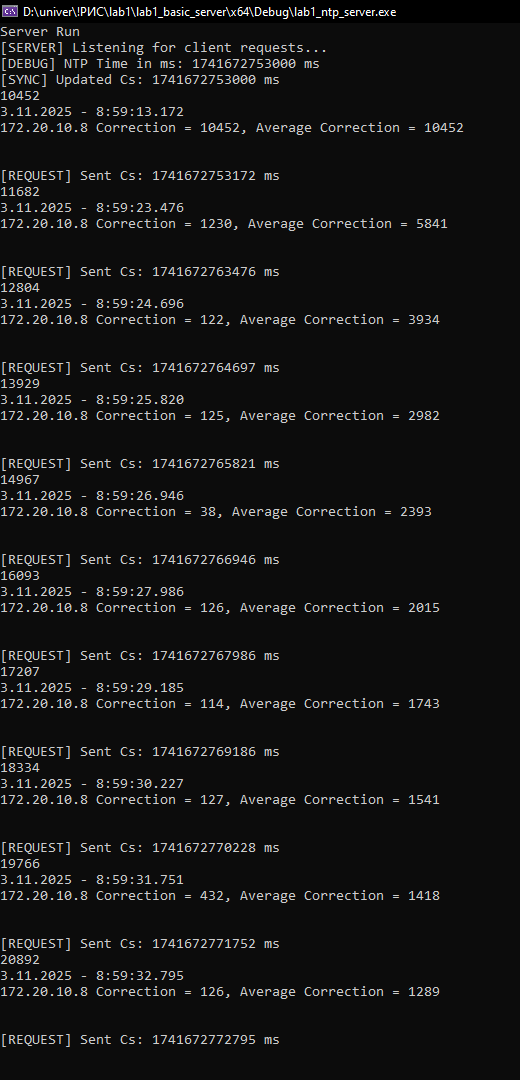 D:\univer\!РИС\lab1\lab1_basic_server\x64\Debug\lab1_ntp_server.exe
Server Run
[SERVER] Listening for client requests...
[DEBUG] NTP Time in ms: 1741672753000 ms
[SYNC] Updated Cs: 1741672753000 ms
10452
3.11.2025 - 8:59:13.172
172.20.10.8 Correction = 10452, Average Correction = 10452
[REQUEST] Sent Cs: 1741672753172 ms
11682
3.11.2025 - 8:59:23.476
172.20.10.8 Correction = 1230, Average Correction = 5841
[REQUEST] Sent Cs: 1741672763476 ms
12804
3.11.2025 - 8:59:24.696
172.20.10.8 Correction = 122, Average Correction = 3934
[REQUEST] Sent Cs: 1741672764697 ms
13929
3.11.2025 - 8:59:25.820
172.20.10.8 Correction = 125, Average Correction = 2982
[REQUEST] Sent Cs: 1741672765821 ms
14967
3.11.2025 - 8:59:26.946
172.20.10.8 Correction = 38, Average Correction = 2393
[REQUEST] Sent Cs: 1741672766946 ms
16093
3.11.2025 - 8:59:27.986
172.20.10.8 Correction = 126, Average Correction = 2015
[REQUEST] Sent Cs: 1741672767986 ms
17207
3.11.2025 - 8:59:29.185
172.20.10.8 Correction = 114, Average Correction = 1743
[REQUEST] Sent Cs: 1741672769186 ms
18334
3.11.2025 - 8:59:30.227
172.20.10.8 Correction = 127, Average Correction = 1541
[REQUEST] Sent Cs: 1741672770228 ms
19766
3.11.2025 - 8:59:31.751
172.20.10.8 Correction = 432, Average Correction = 1418
[REQUEST] Sent Cs: 1741672771752 ms
20892
3.11.2025 - 8:59:32.795
172.20.10.8 Correction = 126, Average Correction = 1289
[REQUEST] Sent Cs: 1741672772795 ms